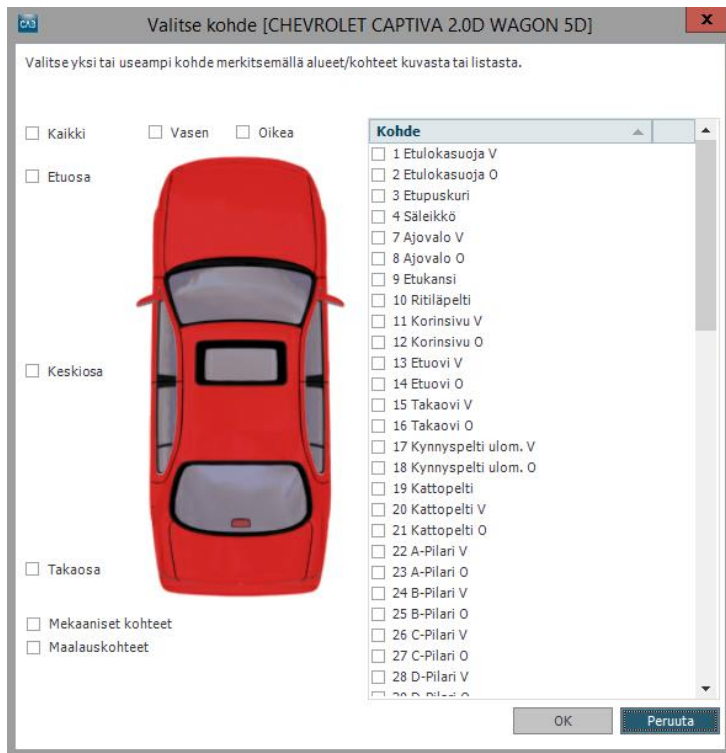 CAB
Valitse kohde [CHEVROLET CAPTIVA 2.0D WAGON 5D]
x
Valitse yksi tai useampi kohde merkitsemällä alueet/kohteet kuvasta tai listasta.
Kaikki
Vasen
Oikea
Etuosa
Keskiosa
Takaosa
Mekaaniset kohteet
Maalauskohteet
Kohde
1 Etulokasuoja V
2 Etulokasuoja O
3 Etupuskuri
4 Säleikkö
7 Ajovalo V
8 Ajovalo O
9 Etukansi
10 Ritiläpelti
11 Korinsivu V
12 Korinsivu O
13 Etuovi V
14 Etuovi O
15 Takaovi V
16 Takaovi O
17 Kynnyspelti ulom. V
18 Kynnyspelti ulom. O
19 Kattopelti
20 Kattopelti V
21 Kattopelti O
22 A-Pilari V
23 A-Pilari O
24 B-Pilari V
25 B-Pilari O
26 C-Pilari V
27 C-Pilari O
28 D-Pilari V
OK
Peruuta